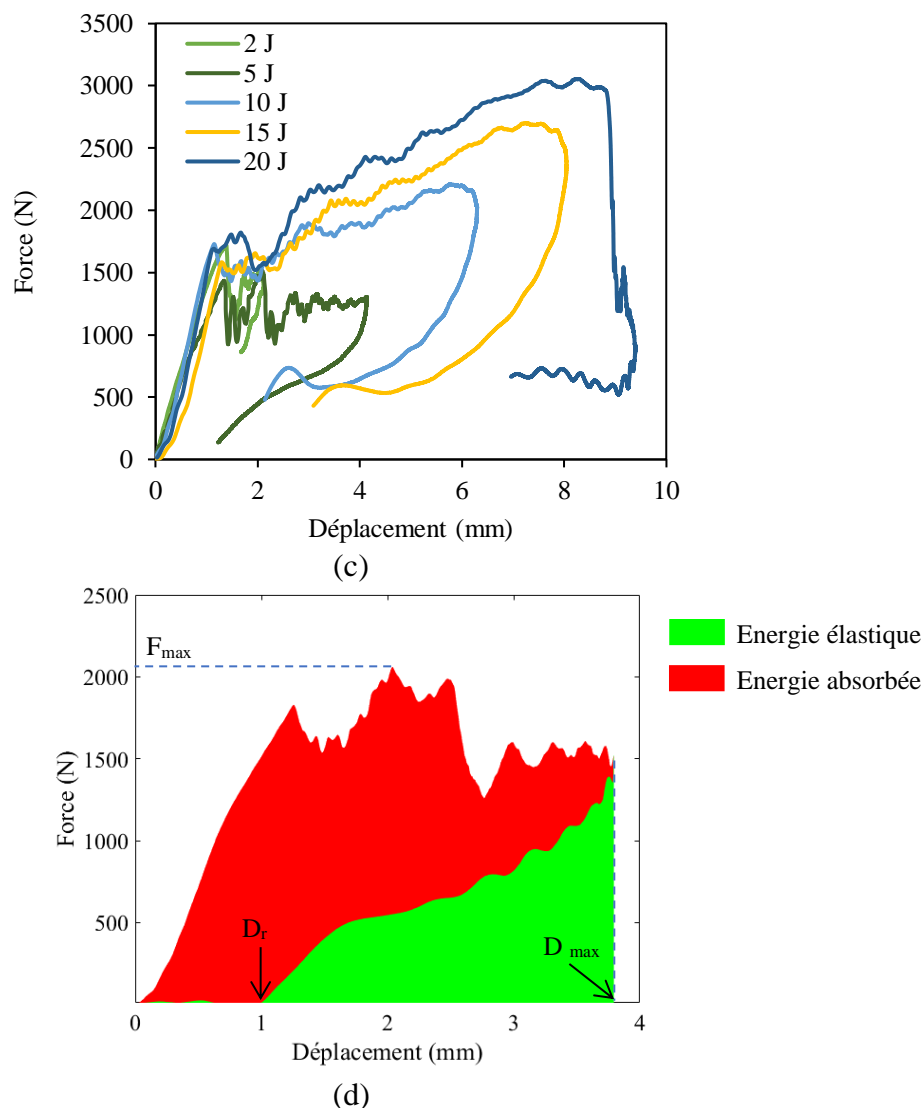 3500
3000
2500
2000
1500
1000
500
0
Force (N)
2 J
5 J
10 J
15 J
20 J
0 2 4 6 8 10
Déplacement (mm)
(c)
2500
2000
1500
1000
500
Force (N)
Fmax
Dr
D max
Energie élastique
Energie absorbée
0 1 2 3 4
Déplacement (mm)
(d)